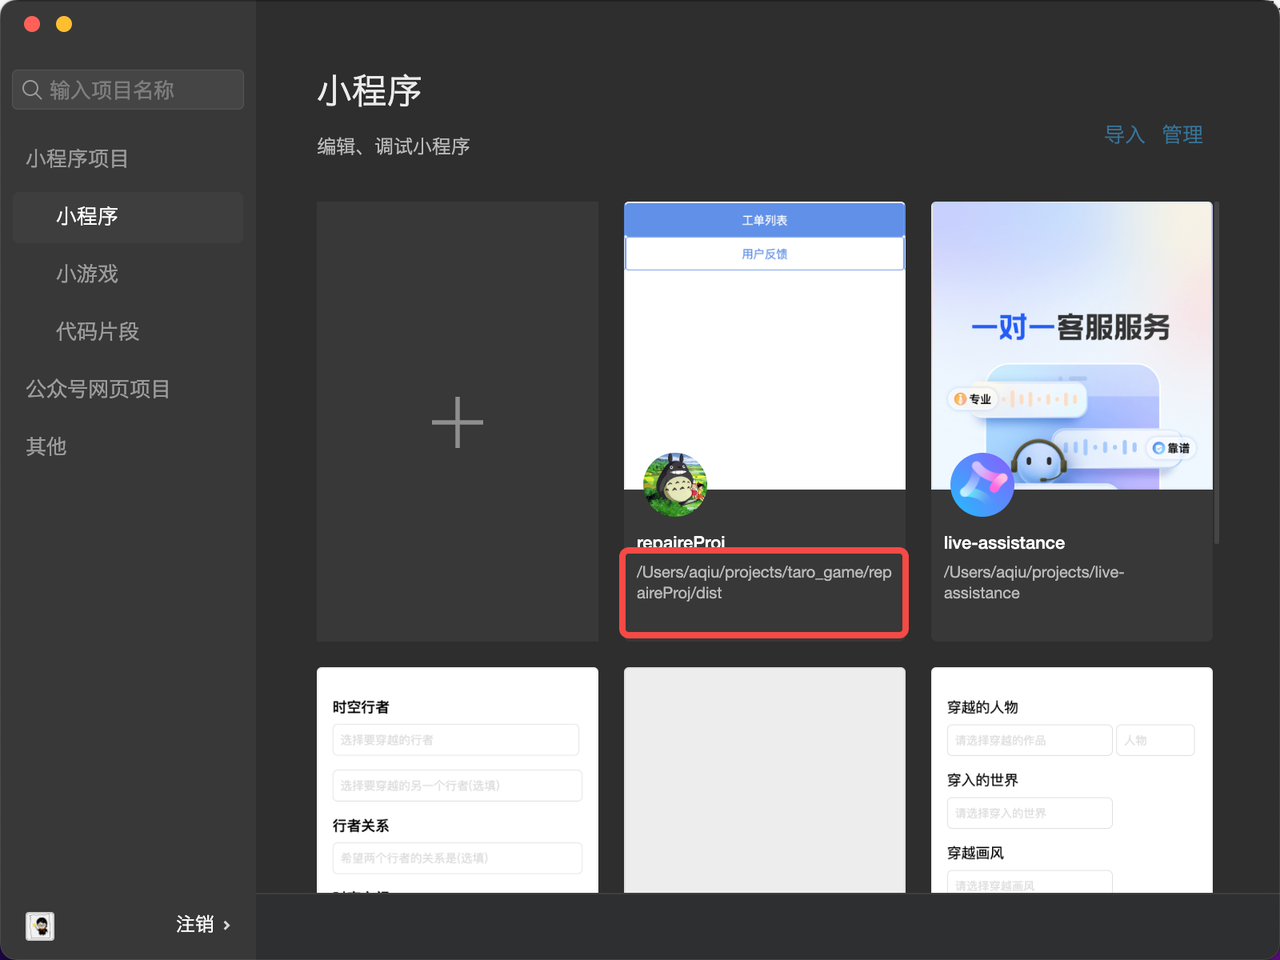 输入项目名称
小程序项目
小程序
小游戏
代码片段
公众号网页项目
其他
注销
小程序
编辑、调试小程序
导入 管理
工单列表
用户反馈
repaireProj
/Users/aqiu/projects/taro_game/rep
aireProj/dist
一对一客服服务
专业
靠谱
live-assistance
/Users/aqiu/projects/live-
assistance
时空行者
选择要穿越的行者
选择要穿越的另一个行者(选填)
行者关系
希望两个行者的关系是(选填)
穿越的人物
请选择穿越的作品
人物
穿入的世界
请选择穿入的世界
穿越画风
请选择穿越画风